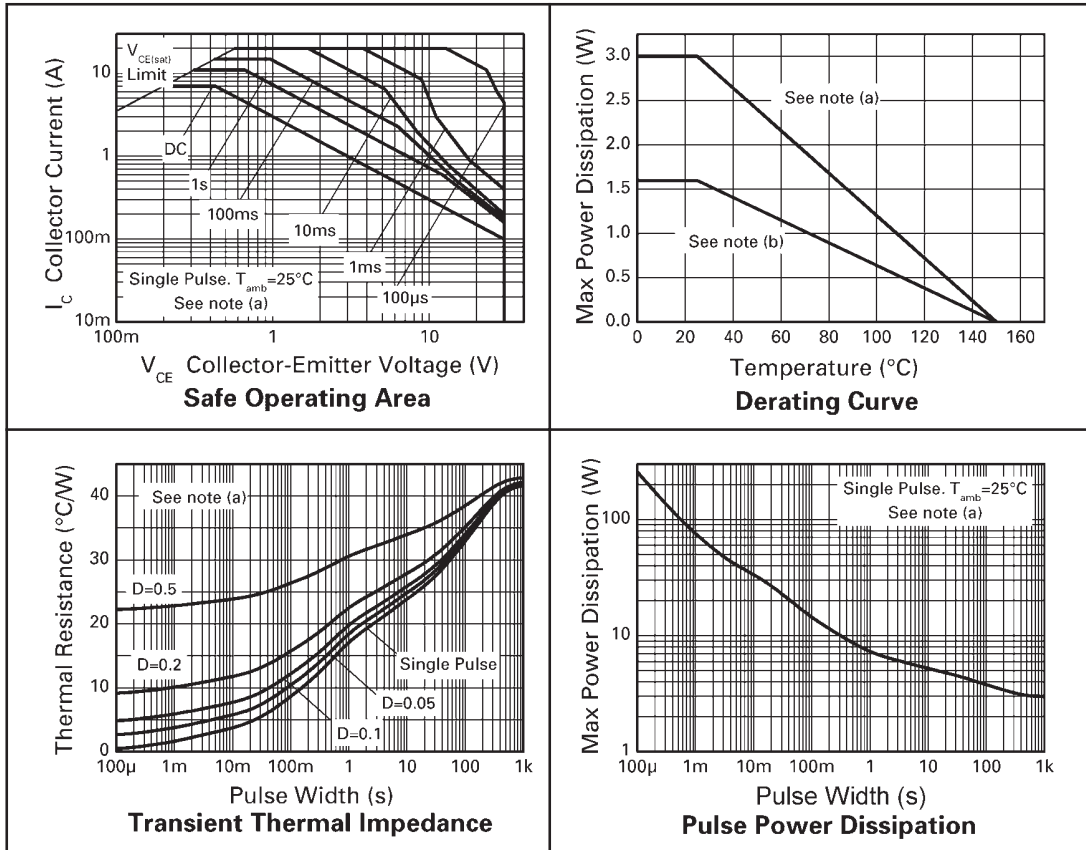 I_C Collector Current (A)
V_CE(sat)
Limit
10
1
100m
10m
DC
1s
100ms
10ms
1ms
100µs
Single Pulse. T_amb=25°C
See note (a)
100m
1
10
V_CE Collector-Emitter Voltage (V)
Safe Operating Area
Max Power Dissipation (W)
3.0
2.5
2.0
1.5
1.0
0.5
0.0
See note (a)
See note (b)
0
20
40
60
80
100
120
140
160
Temperature (°C)
Derating Curve
Thermal Resistance (°C/W)
40
30
20
10
0
See note (a)
D=0.5
D=0.2
Single Pulse
D=0.05
D=0.1
100µ
1m
10m
100m
1
10
100
1k
Pulse Width (s)
Transient Thermal Impedance
Max Power Dissipation (W)
100
10
1
Single Pulse. T_amb=25°C
See note (a)
100µ
1m
10m
100m
1
10
100
1k
Pulse Width (s)
Pulse Power Dissipation